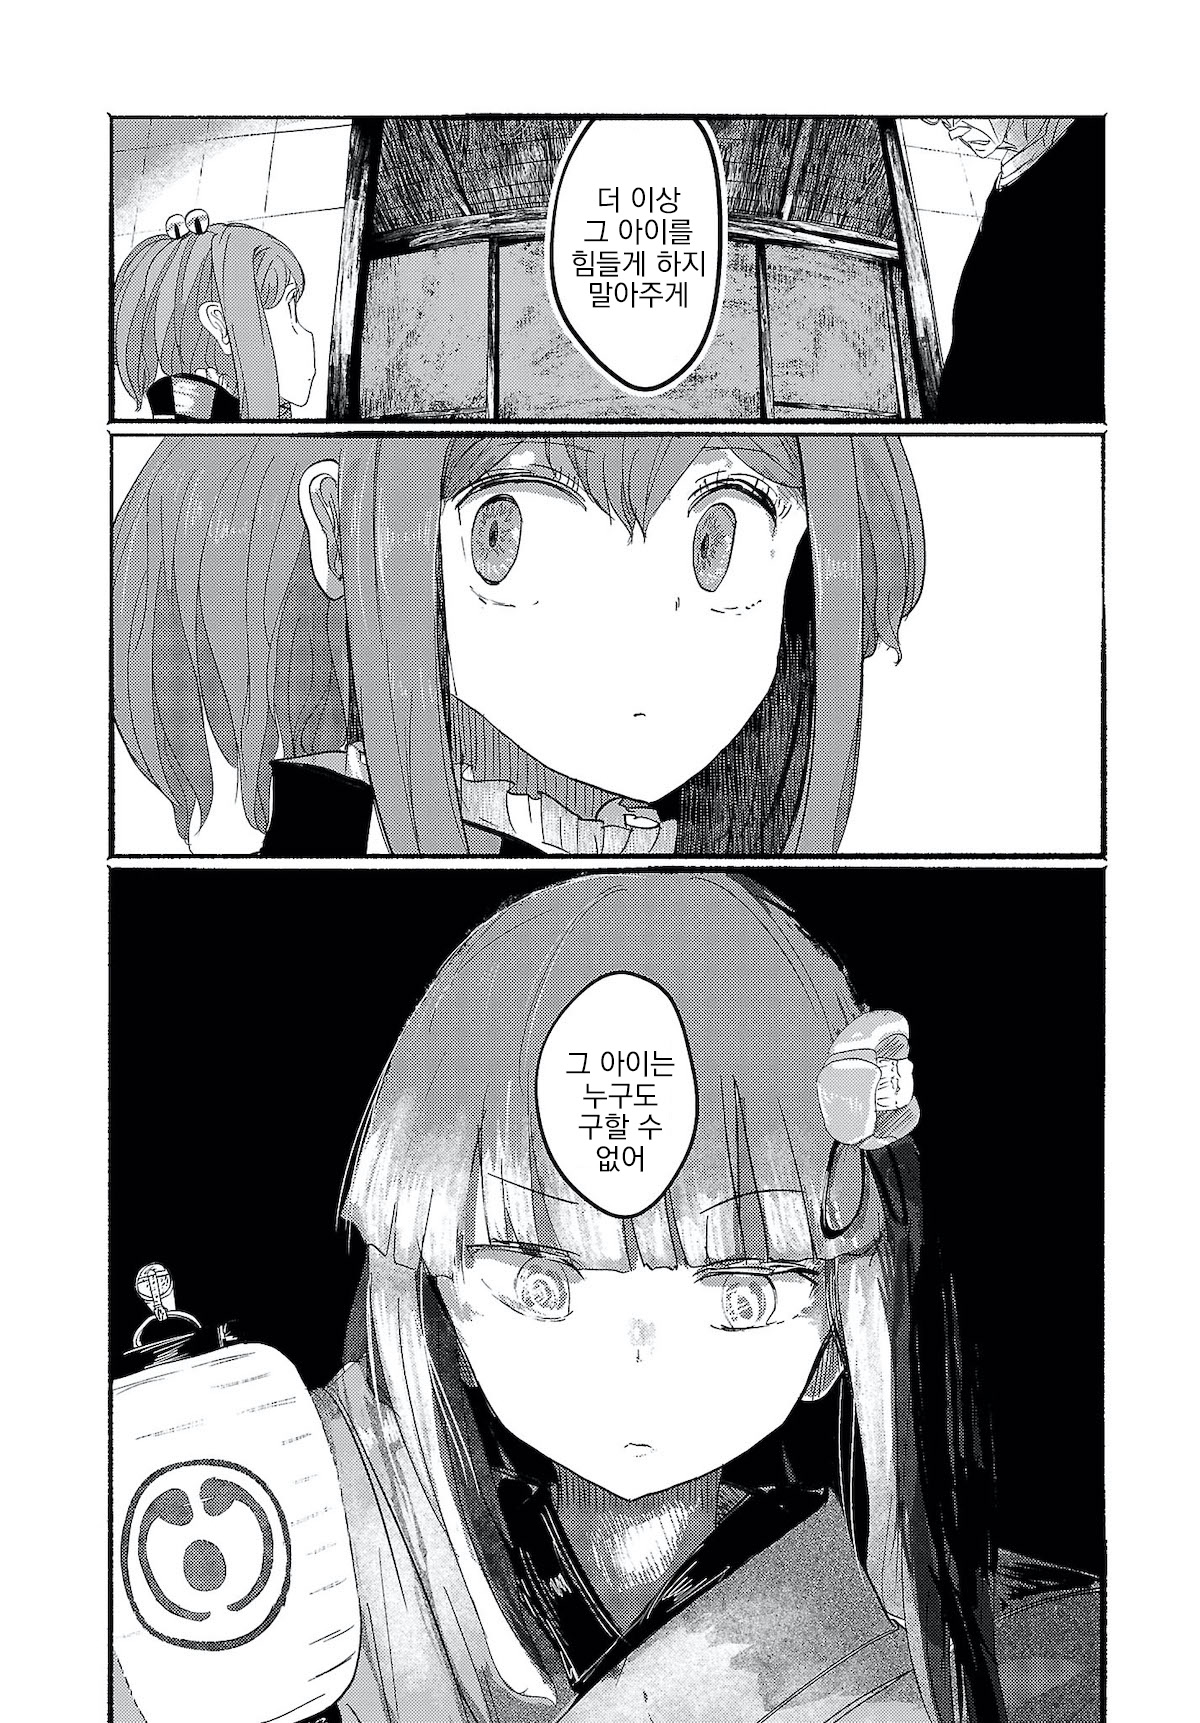 더 이상
그 아이를
힘들게 하지
말아주게
그 아이는
누구도
구할 수
없어